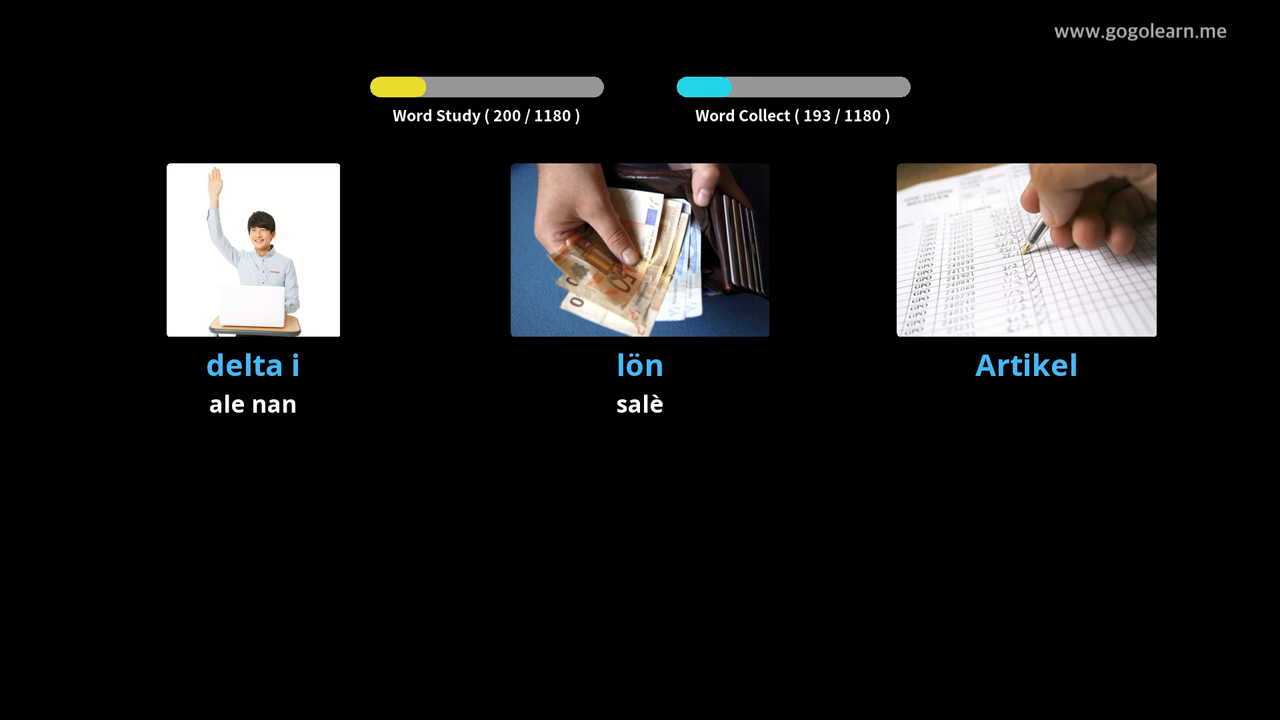 www.gogolearn.me
Word Study ( 200 / 1180 )
Word Collect ( 193 / 1180 )
delta i
ale nan
lön
salè
Artikel